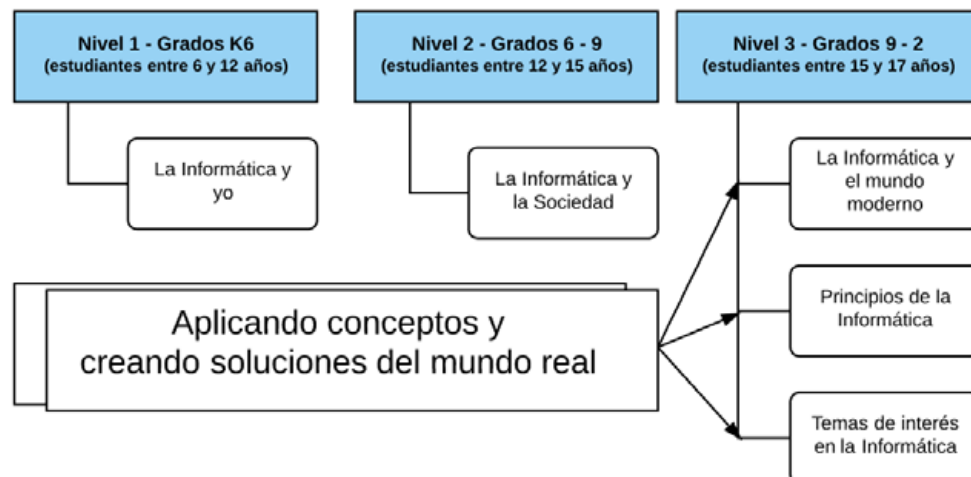 Nivel 1 - Grados K6
(estudiantes entre 6 y 12 años)
Nivel 2 - Grados 6 - 9
(estudiantes entre 12 y 15 años)
Nivel 3 - Grados 9 - 2
(estudiantes entre 15 y 17 años)
La Informática y
yo
La Informática y
la Sociedad
La Informática y
el mundo
moderno
Aplicando conceptos y
creando soluciones del mundo real
Principios de la
Informática
Temas de interés
en la Informática